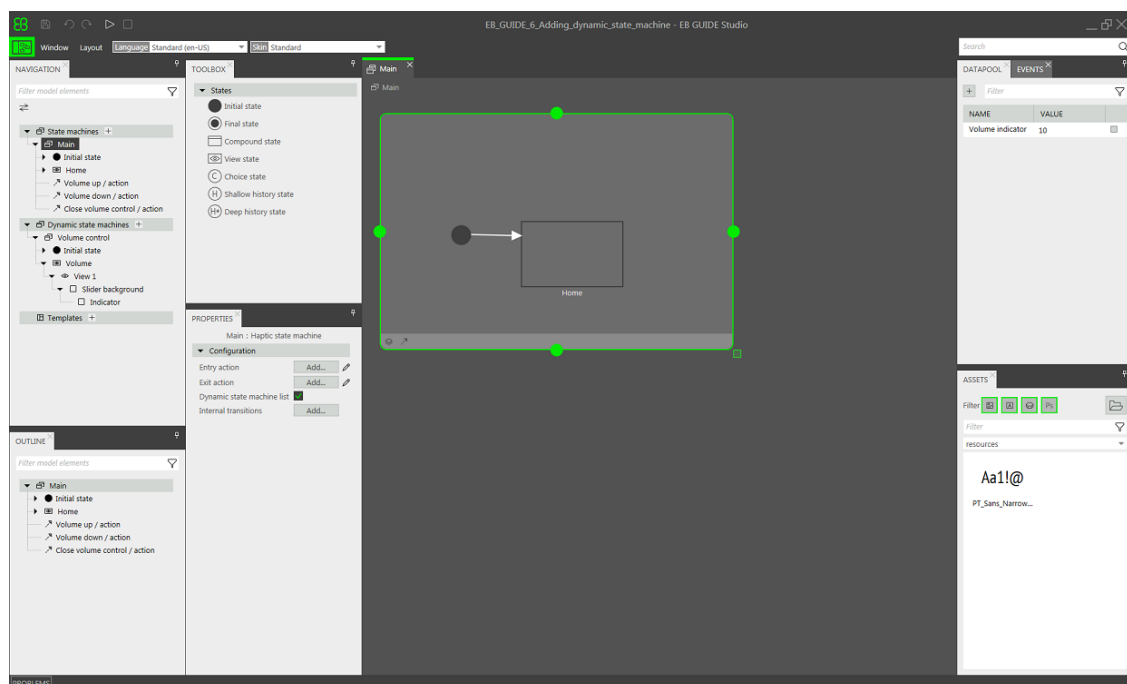 EB
EB_GUIDE_6_Adding_dynamic_state_machine - EB GUIDE Studio
Window Layout Language Standard (en-US) Skin Standard
Search
NAVIGATION
Filter model elements
State machines +
Main
Initial state
Home
Volume up / action
Volume down / action
Close volume control / action
Dynamic state machines +
Volume control
Initial state
Volume
View 1
Slider background
Indicator
Templates +
OUTLINE
Filter model elements
Main
Initial state
Home
Volume up / action
Volume down / action
Close volume control / action
PROBLEMS
TOOLBOX
States
Initial state
Final state
Compound state
View state
C Choice state
H Shallow history state
H* Deep history state
PROPERTIES
Main : Haptic state machine
Configuration
Entry action Add...
Exit action Add...
Dynamic state machine list
Internal transitions Add...
Main
Main
Home
DATAPOOL EVENTS
+ Filter
NAME VALUE
Volume indicator 10
ASSETS
Filter A Ps
Filter
resources
Aa1!@
PT_Sans_Narrow...